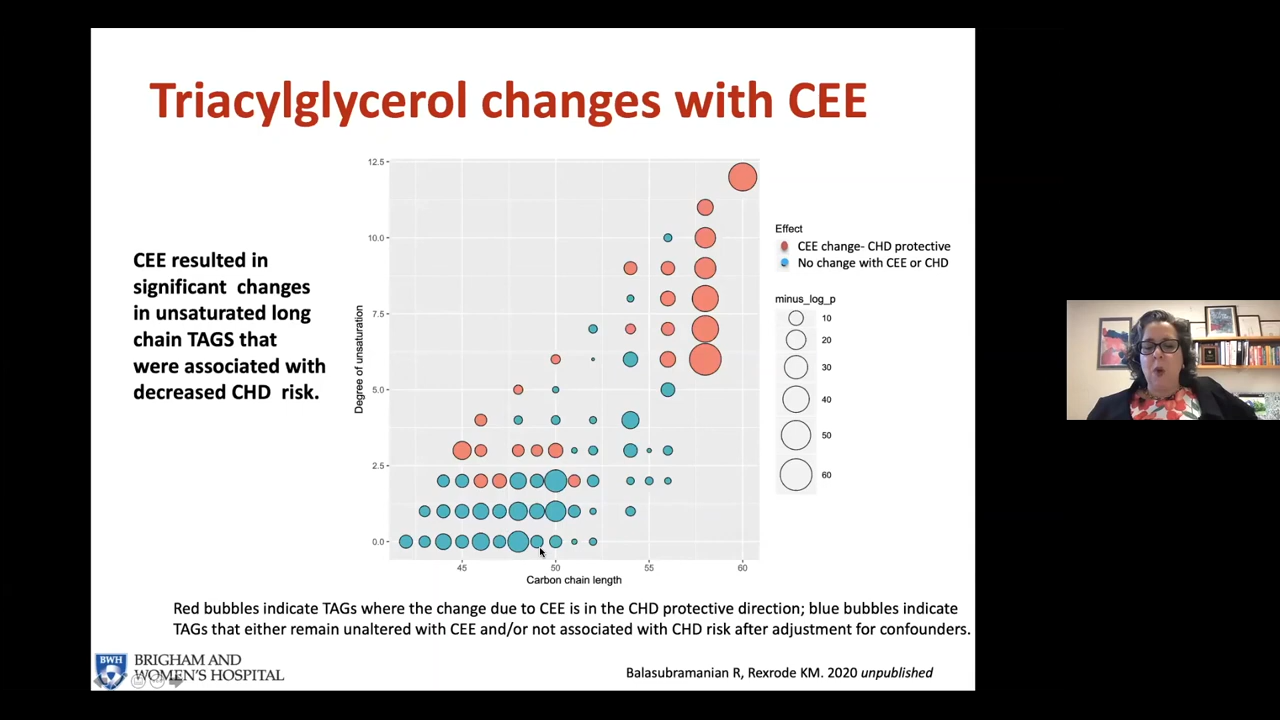 Triacylglycerol changes with CEE
CEE resulted in
significant changes
in unsaturated long
chain TAGS that
were associated with
decreased CHD risk.
12.5
10.0
7.5
5.0
2.5
0.0
Degree of unsaturation
45
50
55
60
Carbon chain length
Effect
CEE change- CHD protective
No change with CEE or CHD
minus_log_p
10
20
30
40
50
60
Red bubbles indicate TAGs where the change due to CEE is in the CHD protective direction; blue bubbles indicate
TAGs that either remain unaltered with CEE and/or not associated with CHD risk after adjustment for confounders.
BWH
BRIGHAM AND
WOMEN'S HOSPITAL
Balasubramanian R, Rexrode KM. 2020 unpublished